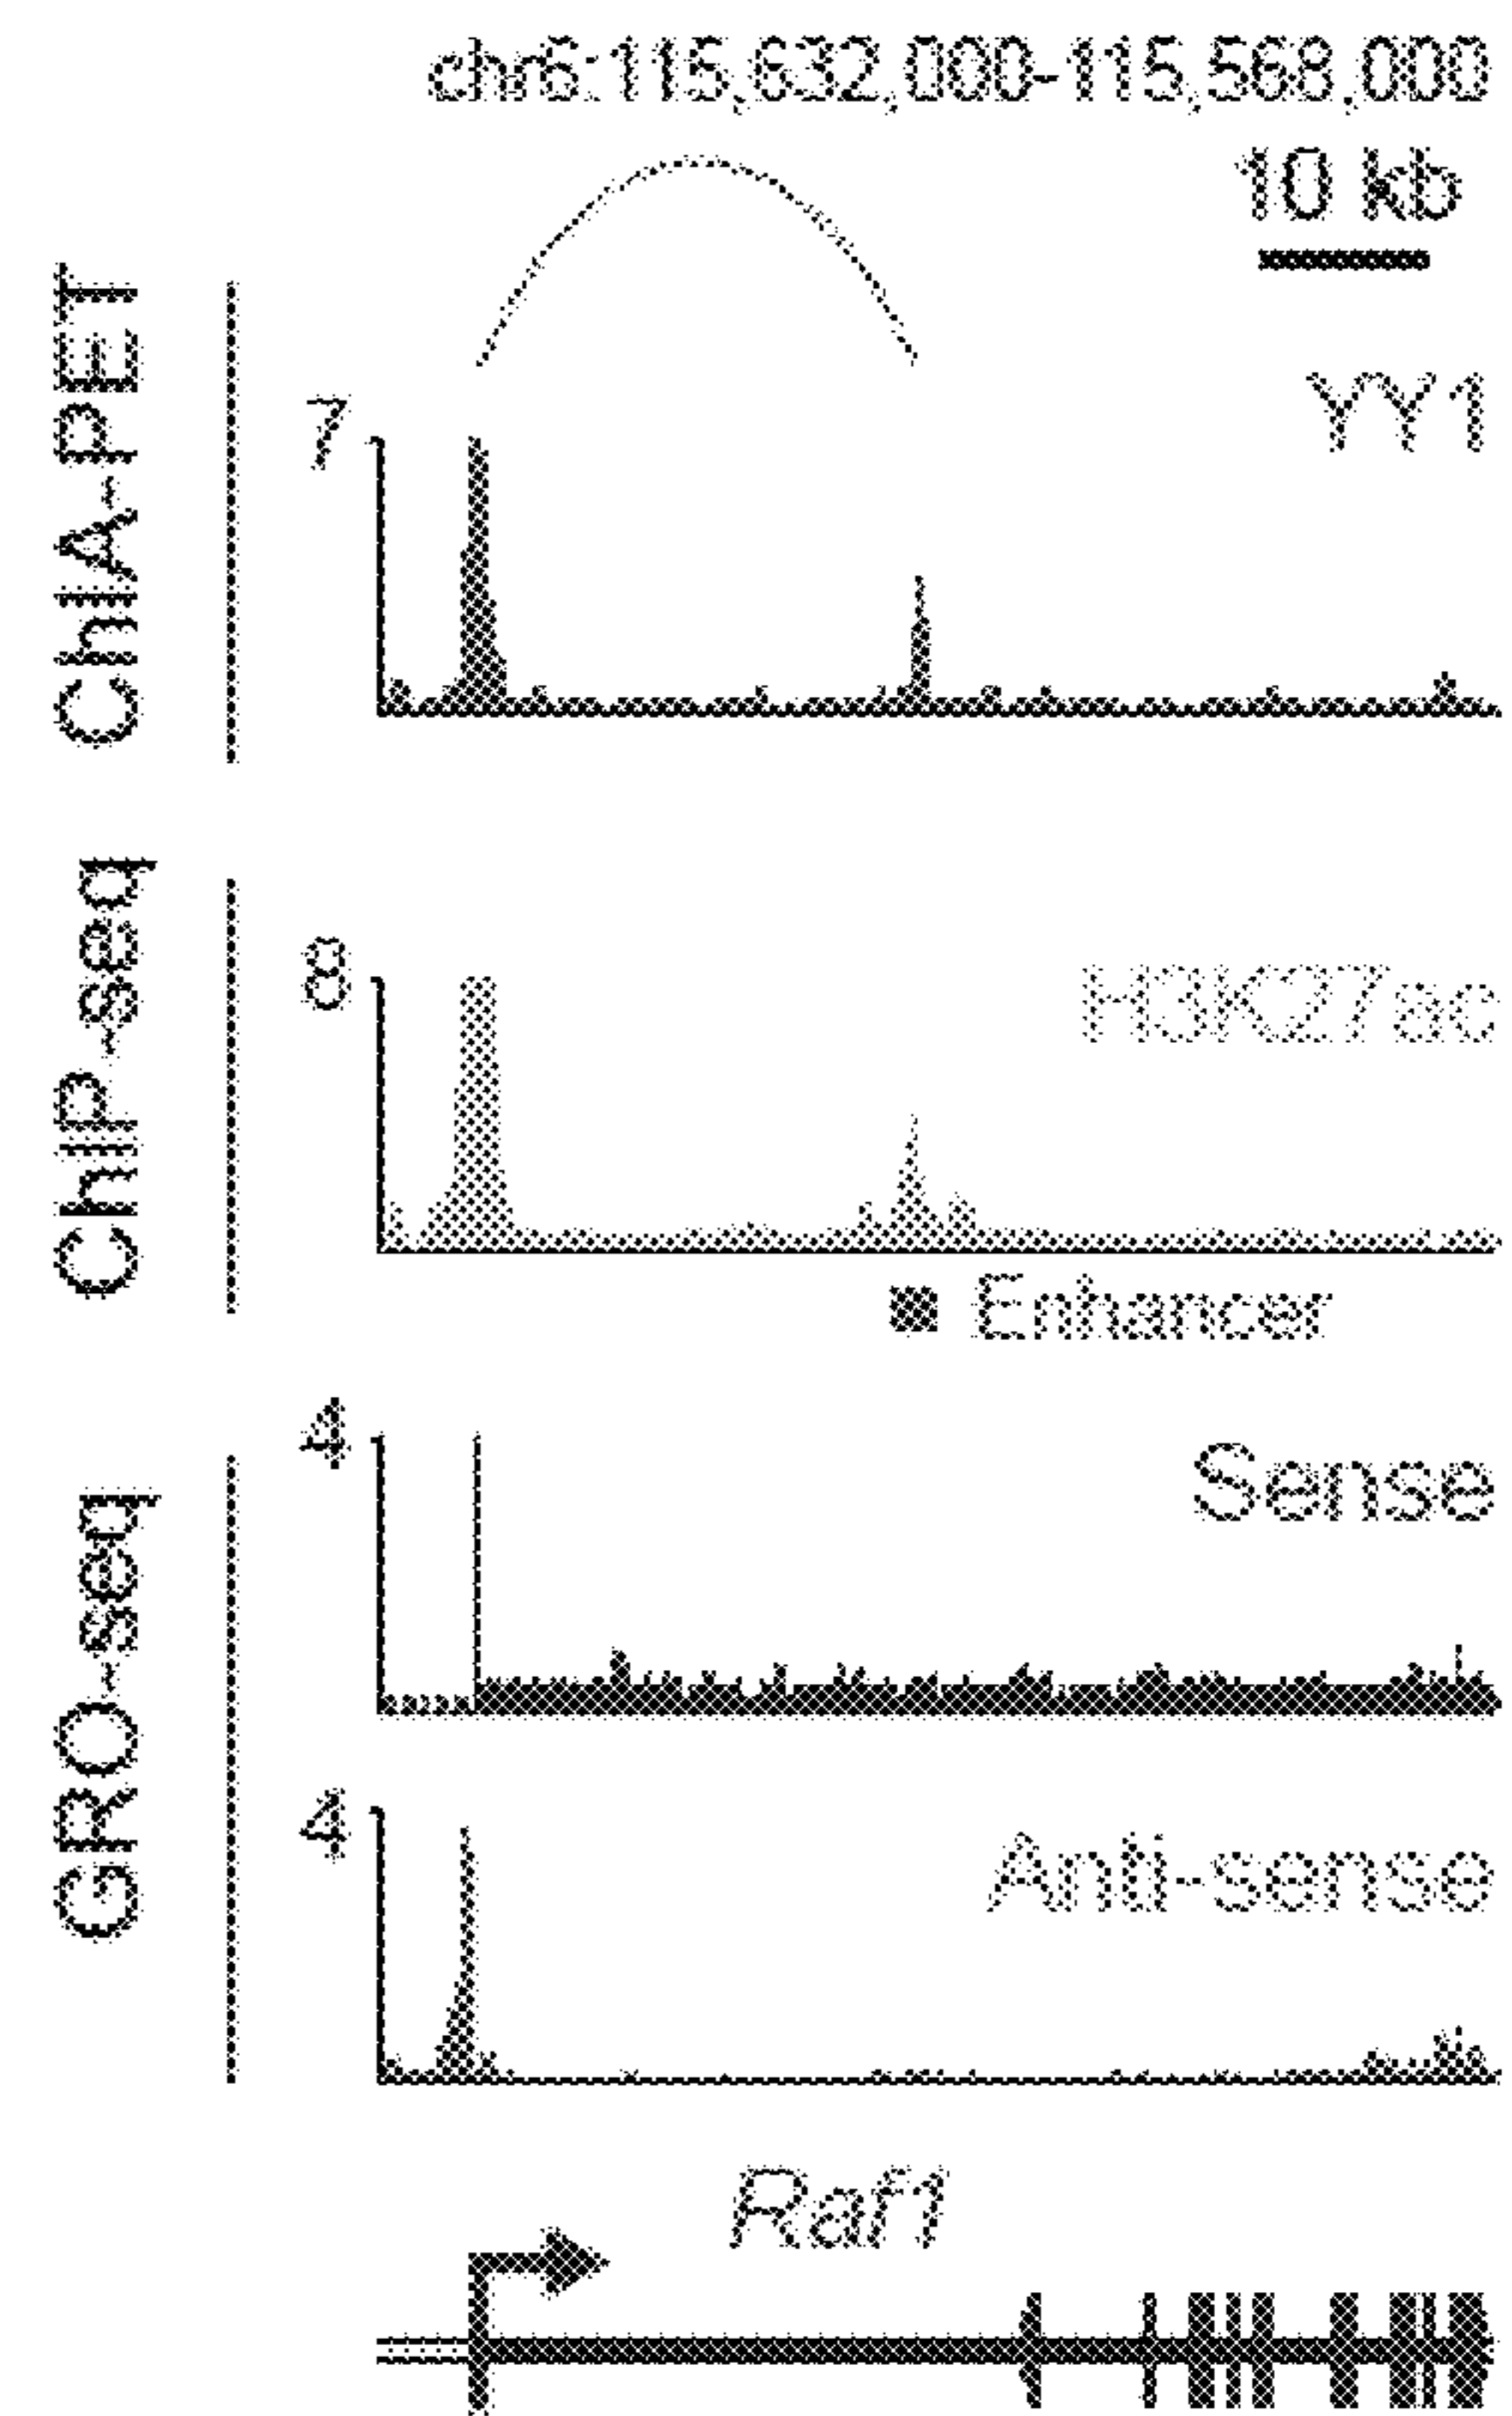 chr6:115,632,000-115,568,000
10 kb
ChIA-PET
7
YY1
ChIP-seq
8
H3K27ac
Enhancer
GRO-seq
4
Sense
4
Anti-sense
Raf1